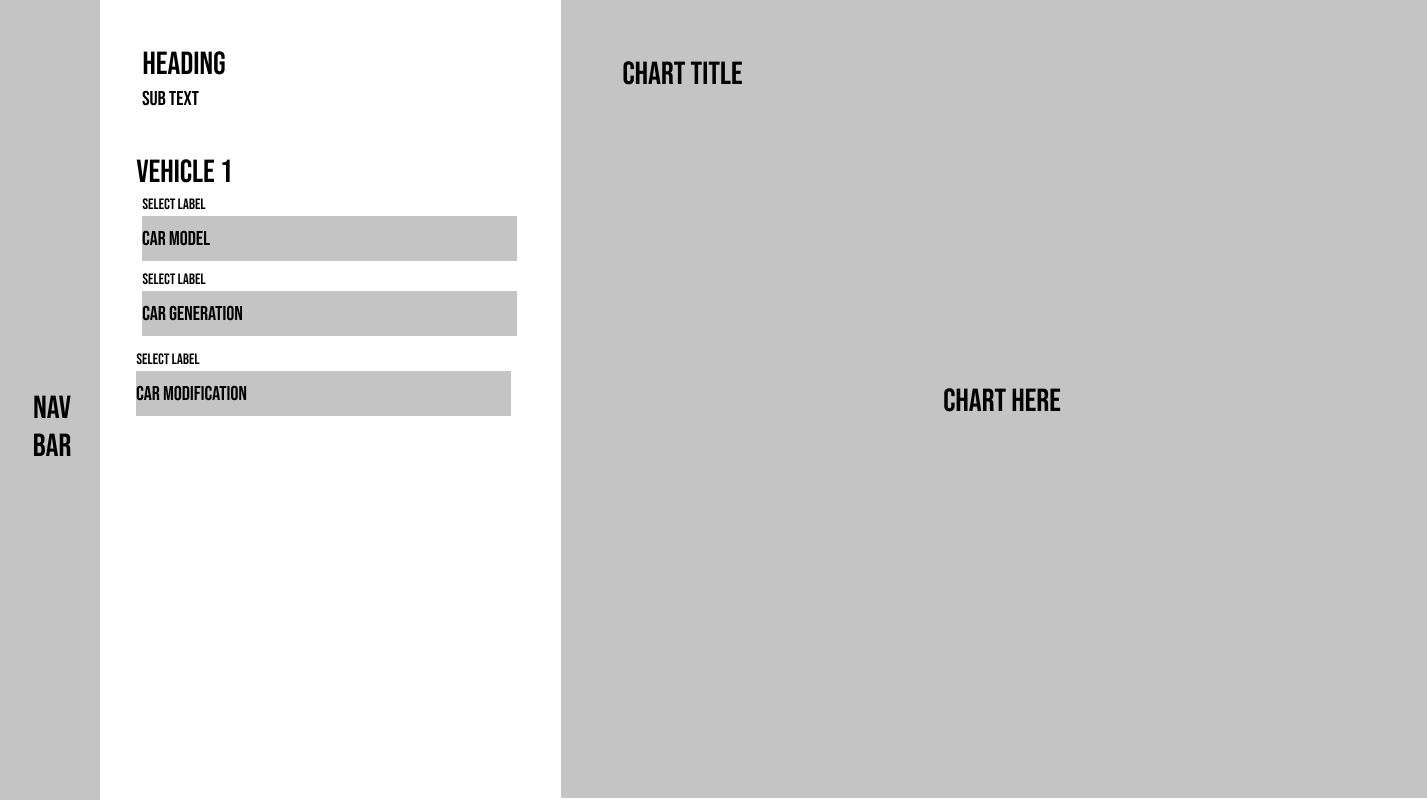 NAV
BAR
HEADING
SUB TEXT
VEHICLE 1
SELECT LABEL
CAR MODEL
SELECT LABEL
CAR GENERATION
SELECT LABEL
CAR MODIFICATION
CHART TITLE
CHART HERE